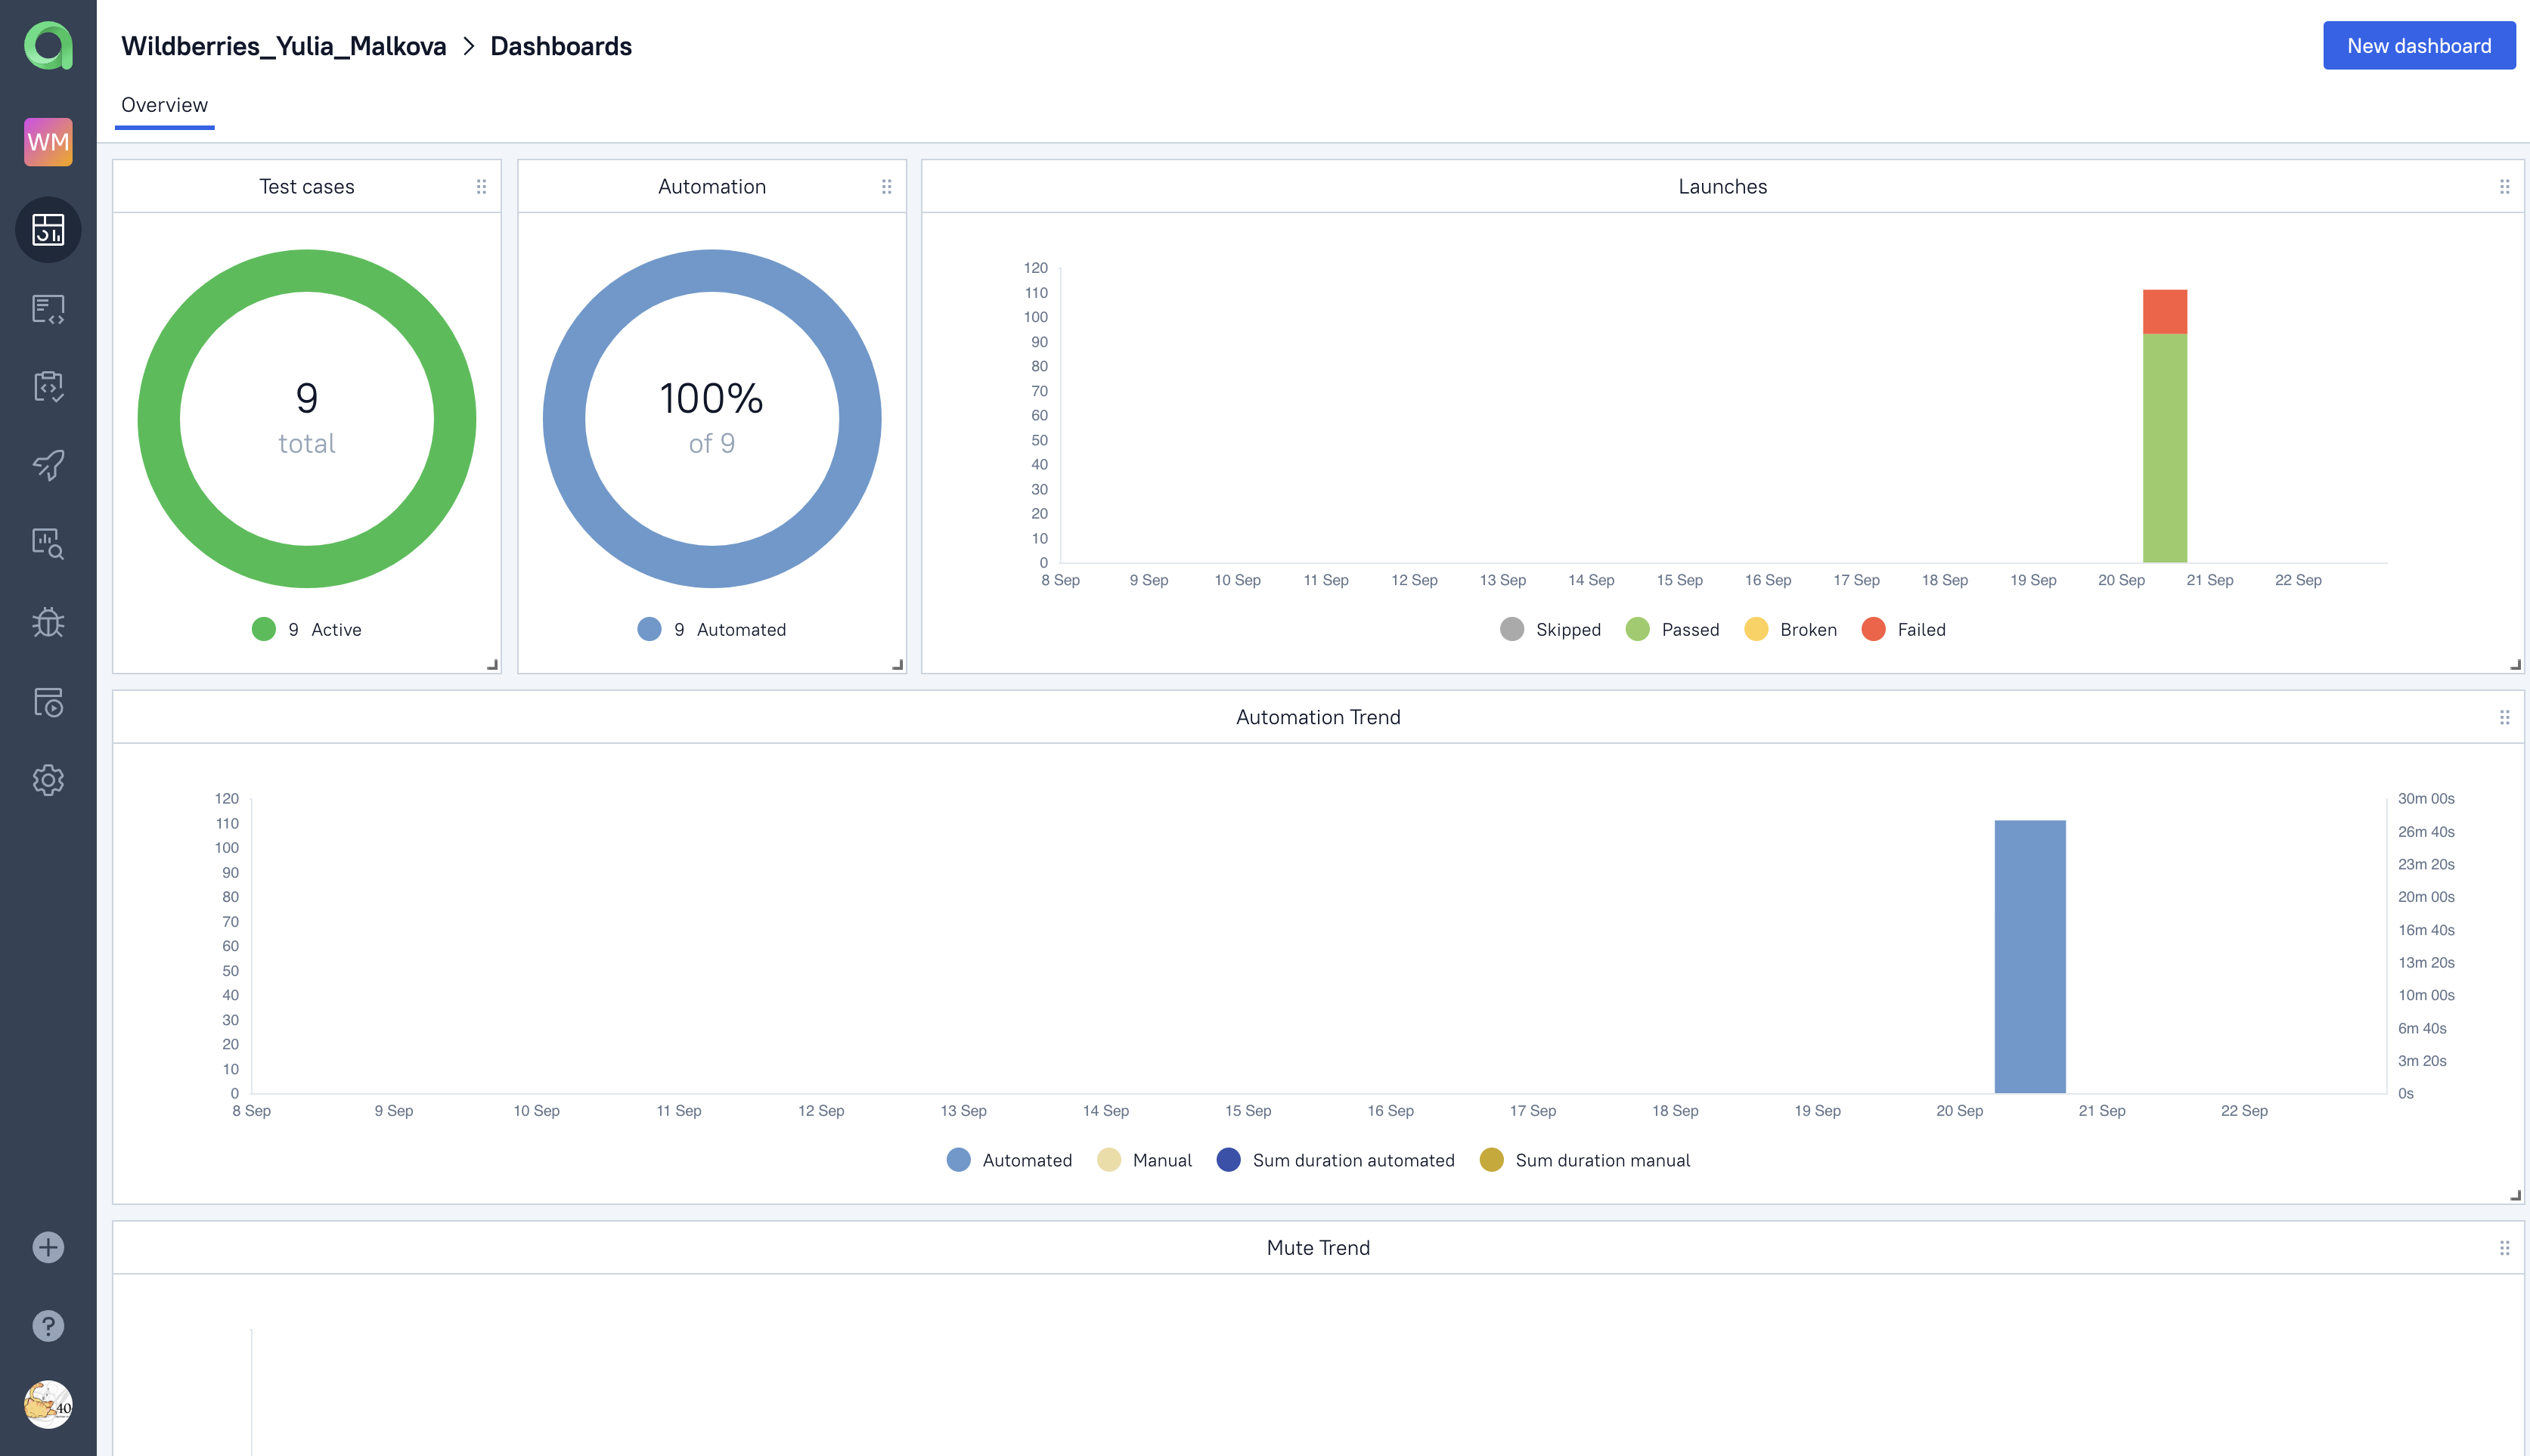 Wildberries_Yulia_Malkova > Dashboards
New dashboard
Overview
WM
Test cases
9
total
9 Active
Automation
100%
of 9
9 Automated
Launches
120
110
100
90
80
70
60
50
40
30
20
10
0
8 Sep 9 Sep 10 Sep 11 Sep 12 Sep 13 Sep 14 Sep 15 Sep 16 Sep 17 Sep 18 Sep 19 Sep 20 Sep 21 Sep 22 Sep
Skipped Passed Broken Failed
Automation Trend
120
110
100
90
80
70
60
50
40
30
20
10
0
30m 00s
26m 40s
23m 20s
20m 00s
16m 40s
13m 20s
10m 00s
6m 40s
3m 20s
0s
8 Sep 9 Sep 10 Sep 11 Sep 12 Sep 13 Sep 14 Sep 15 Sep 16 Sep 17 Sep 18 Sep 19 Sep 20 Sep 21 Sep 22 Sep
Automated Manual Sum duration automated Sum duration manual
Mute Trend
?
40